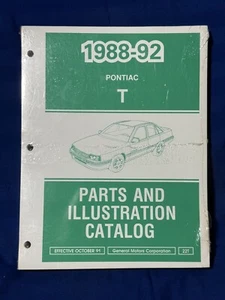 1988-92
PONTIAC
T
PARTS AND
ILLUSTRATION
CATALOG
EFFECTIVE OCTOBER 91 General Motors Corporation 22T